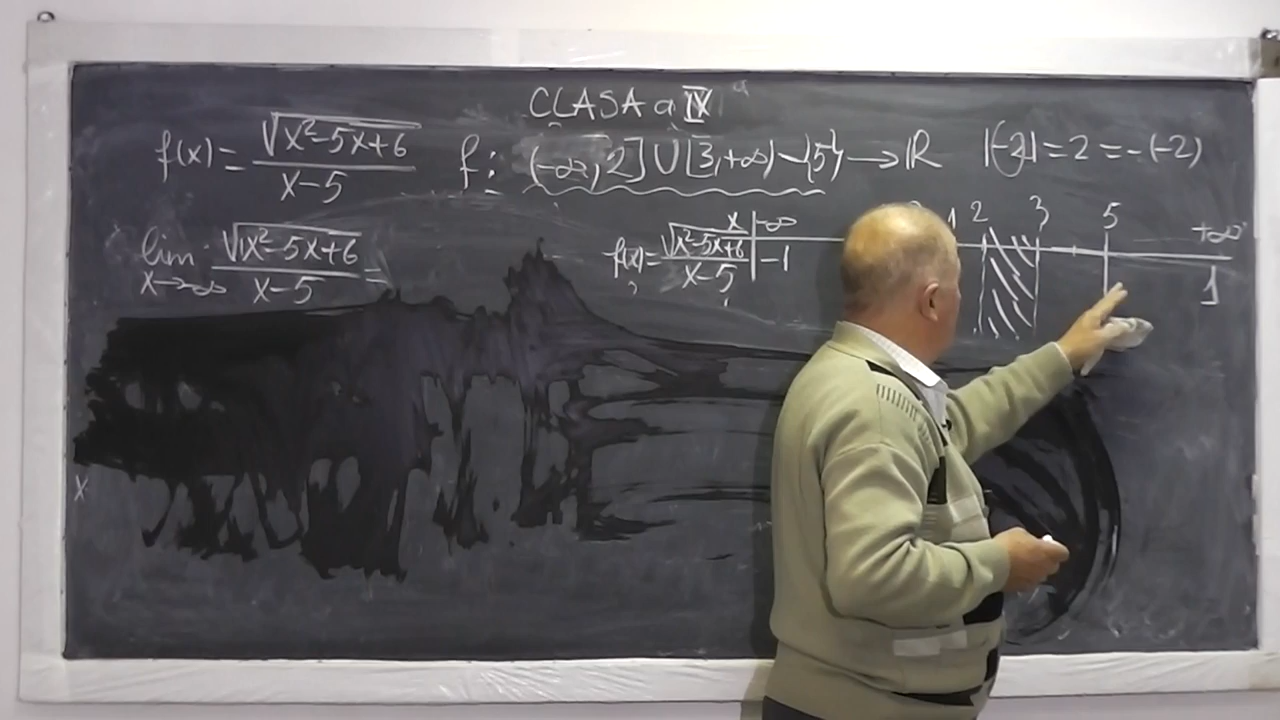 CLASA a IX a
f(x) = √(x²-5x+6) / (x-5)   f: (-∞, 2] ∪ [3, +∞) - {5} → ℝ   |-2| = 2 = -(-2)
lim x→-∞ √(x²-5x+6) / (x-5) =
x | -∞   1 2 3 5 +∞
f(x) = √(x²-5x+6) / (x-5) | -1   1
x